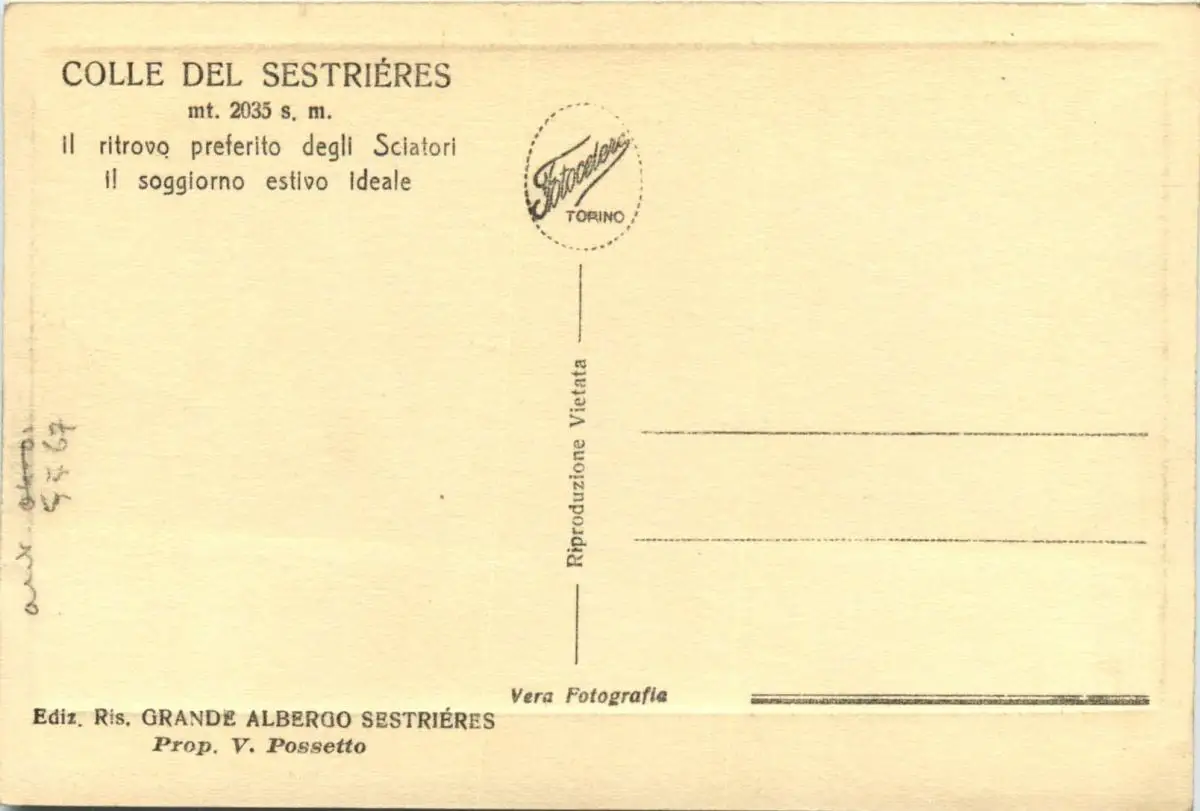 COLLE DEL SESTRIÉRES
mt. 2035 s. m.
il ritrovo preferito degli Sciatori
il soggiorno estivo ideale
Fotocelere
TORINO
Riproduzione Vietata
Vera Fotografia
Ediz. Ris. GRANDE ALBERGO SESTRIÉRES
Prop. V. Possetto